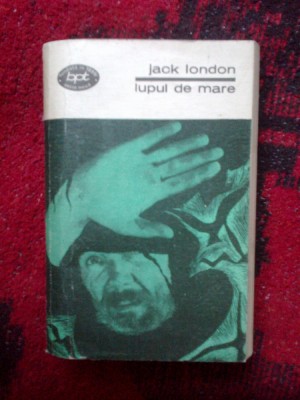 bpt
jack london
lupul de mare